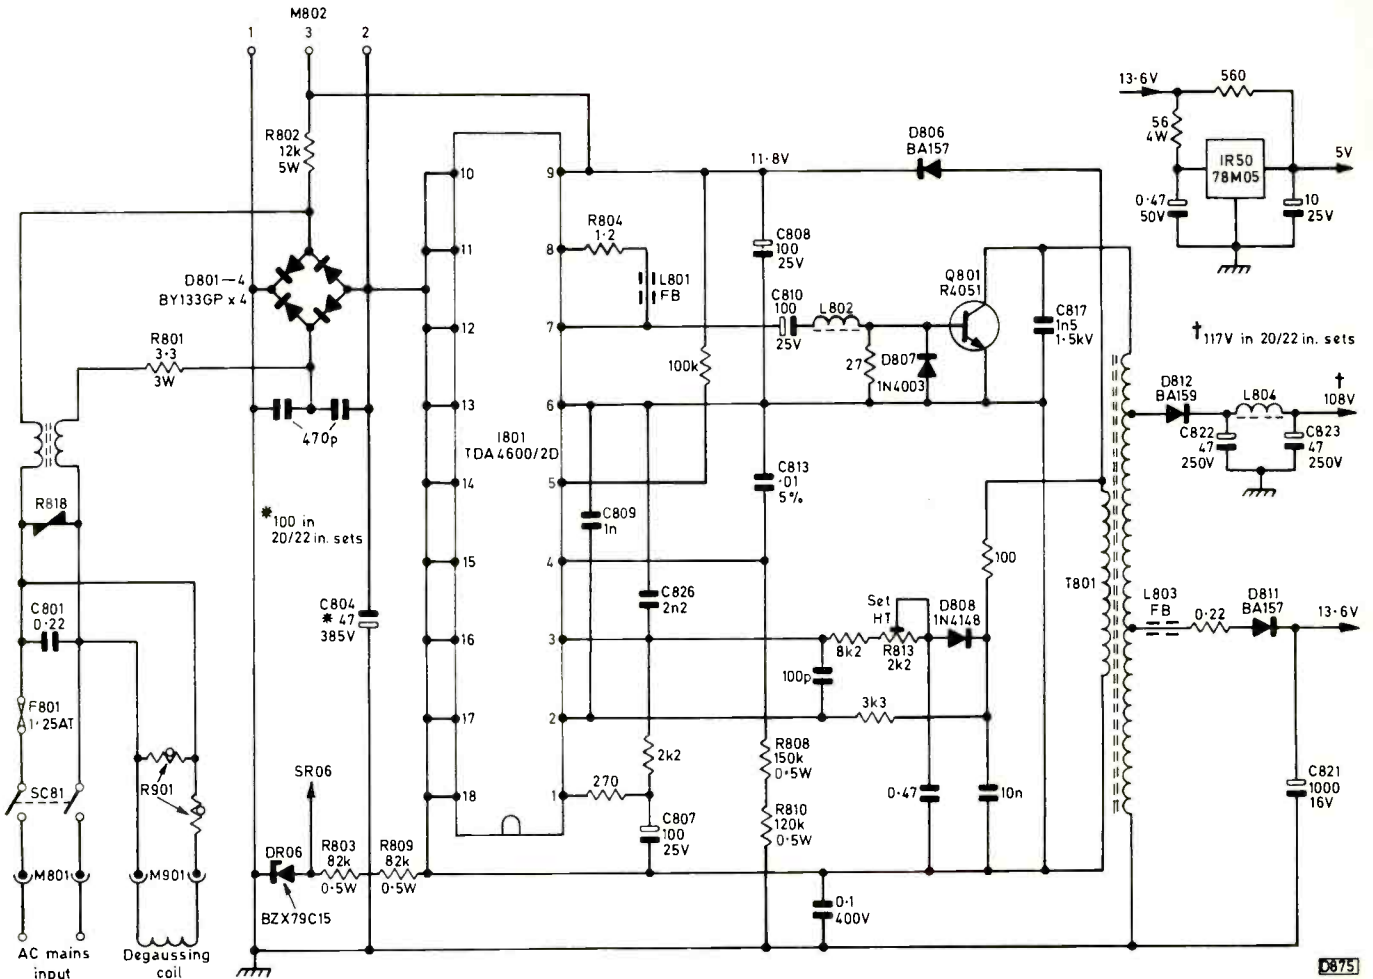 M802
1
3
2
R802
12k
5W
D801—4
BY133GP x 4
R801
3·3
3W
470p
R818
* 100 in
20/22 in. sets
C801
0·22
C804
* 47
385V
F801
1·25AT
SC81
R901
M801
M901
AC mains
input
Degaussing
coil
SR06
DR06
BZX79C15
R803
82k
0·5W
R809
82k
0·5W
10
11
12
13
14
15
16
17
18
9
8
7
6
5
4
3
2
1
I801
TDA4600/2D
11·8V
R804
1·2
L801
FB
100k
C808
100
25V
C810
100
25V
L802
27
D807
1N4003
D806
BA157
Q801
R4051
C817
1n5
1·5kV
C809
1n
C813
·01
5%
C826
2n2
8k2
Set
HT
R813
2k2
D808
1N4148
100
100p
3k3
2k2
270
C807
100
25V
R808
150k
0·5W
R810
120k
0·5W
0·47
10n
0·1
400V
T801
13·6V
560
56
4W
IR50
78M05
5V
0·47
50V
10
25V
† 117V in 20/22 in. sets
D812
BA159
L804
†
108V
C822
47
250V
C823
47
250V
L803
FB
0·22
D811
BA157
13·6V
C821
1000
16V
D875